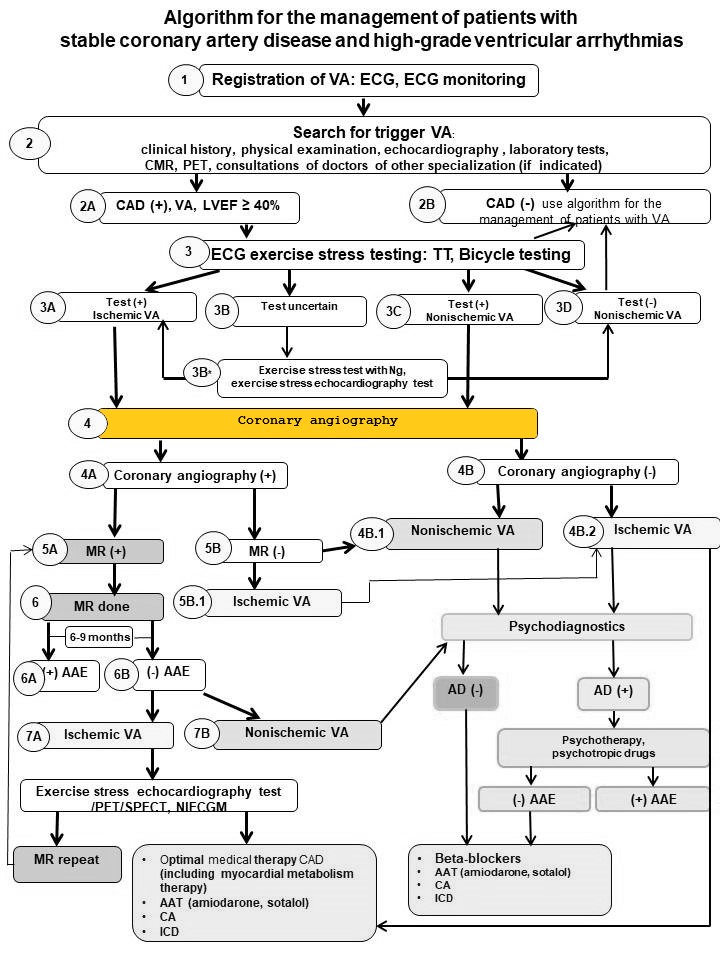 Algorithm for the management of patients with
stable coronary artery disease and high-grade ventricular arrhythmias
1
Registration of VA: ECG, ECG monitoring
2
Search for trigger VA:
clinical history, physical examination, echocardiography , laboratory tests,
CMR, PET, consultations of doctors of other specialization (if indicated)
2A
CAD (+), VA, LVEF ≥ 40%
2B
CAD (-) use algorithm for the
management of patients with VA
3
ECG exercise stress testing: TT, Bicycle testing
3A
Test (+)
Ischemic VA
3B
Test uncertain
3C
Test (+)
Nonischemic VA
3D
Test (-)
Nonischemic VA
3B*
Exercise stress test with Ng,
exercise stress echocardiography test
4
Coronary angiography
4A
Coronary angiography (+)
4B
Coronary angiography (-)
5A
MR (+)
5B
MR (-)
4B.1
Nonischemic VA
4B.2
Ischemic VA
6
MR done
5B.1
Ischemic VA
Psychodiagnostics
6-9 months
6A
(+) AAE
6B
(-) AAE
AD (-)
AD (+)
7A
Ischemic VA
7B
Nonischemic VA
Psychotherapy,
psychotropic drugs
Exercise stress echocardiography test
/PET/SPECT, NIECGM
(-) AAE
(+) AAE
MR repeat
• Optimal medical therapy CAD
(including myocardial metabolism
therapy)
• AAT (amiodarone, sotalol)
• CA
• ICD
• Beta-blockers
• AAT (amiodarone, sotalol)
• CA
• ICD